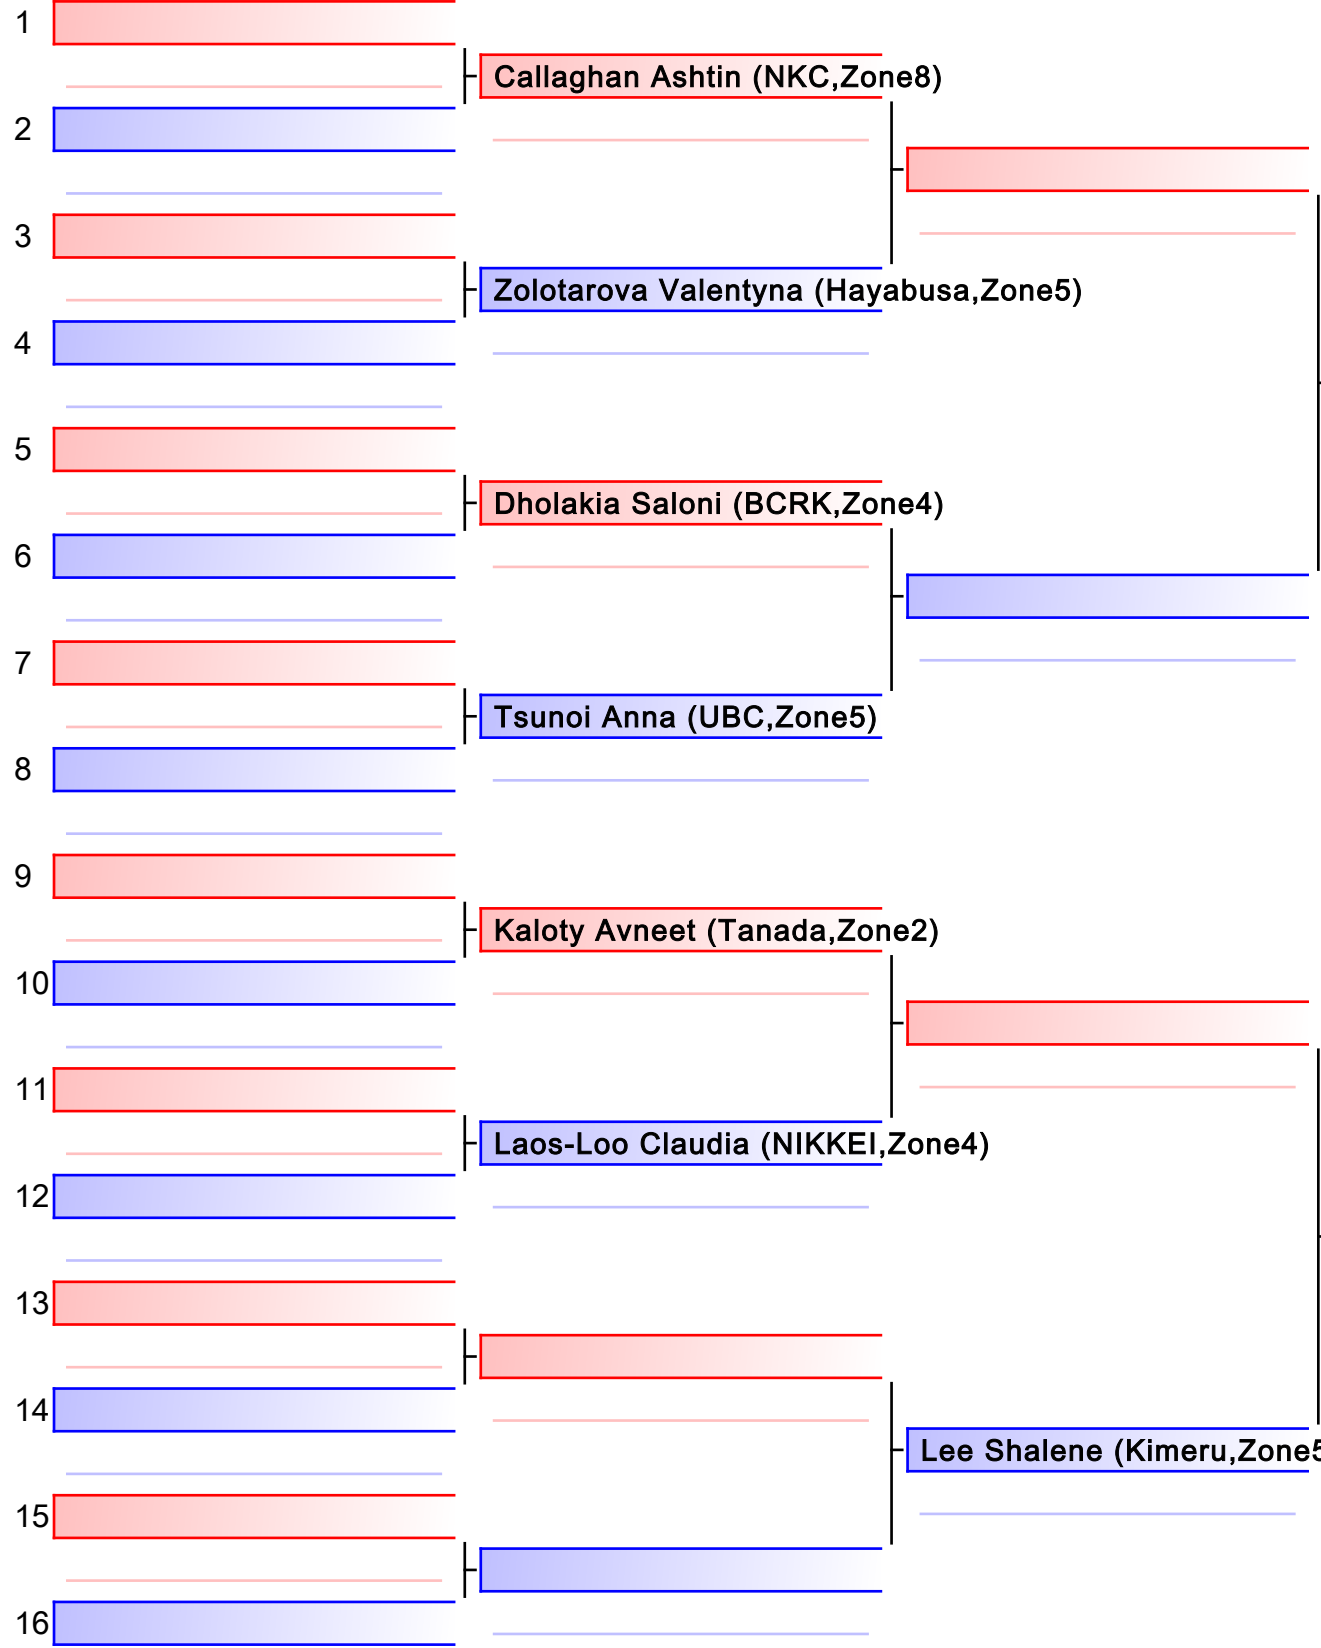 1
Callaghan Ashtin (NKC,Zone8)
2
3
Zolotarova Valentyna (Hayabusa,Zone5)
4
5
Dholakia Saloni (BCRK,Zone4)
6
7
Tsunoi Anna (UBC,Zone5)
8
9
Kaloty Avneet (Tanada,Zone2)
10
11
Laos-Loo Claudia (NIKKEI,Zone4)
12
13
14
Lee Shalene (Kimeru,Zone5
15
16